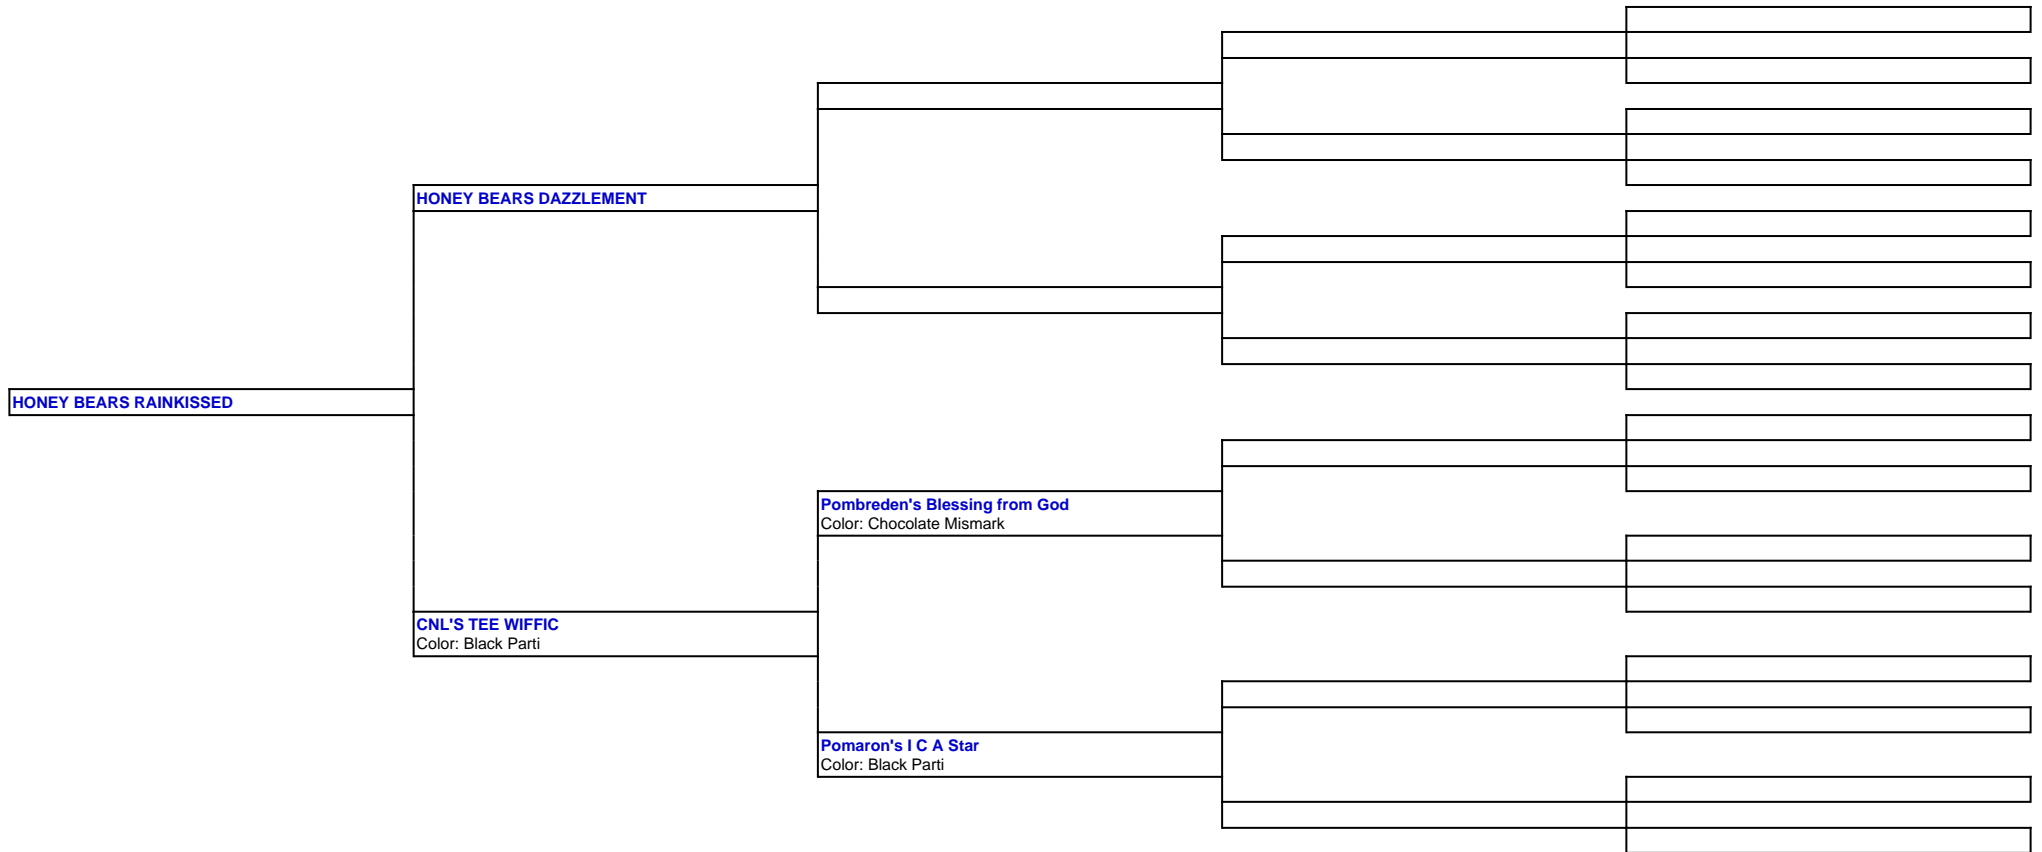 HONEY BEARS DAZZLEMENT
HONEY BEARS RAINKISSED
Pombreden's Blessing from God
Color: Chocolate Mismark
CNL'S TEE WIFFIC
Color: Black Parti
Pomaron's I C A Star
Color: Black Parti